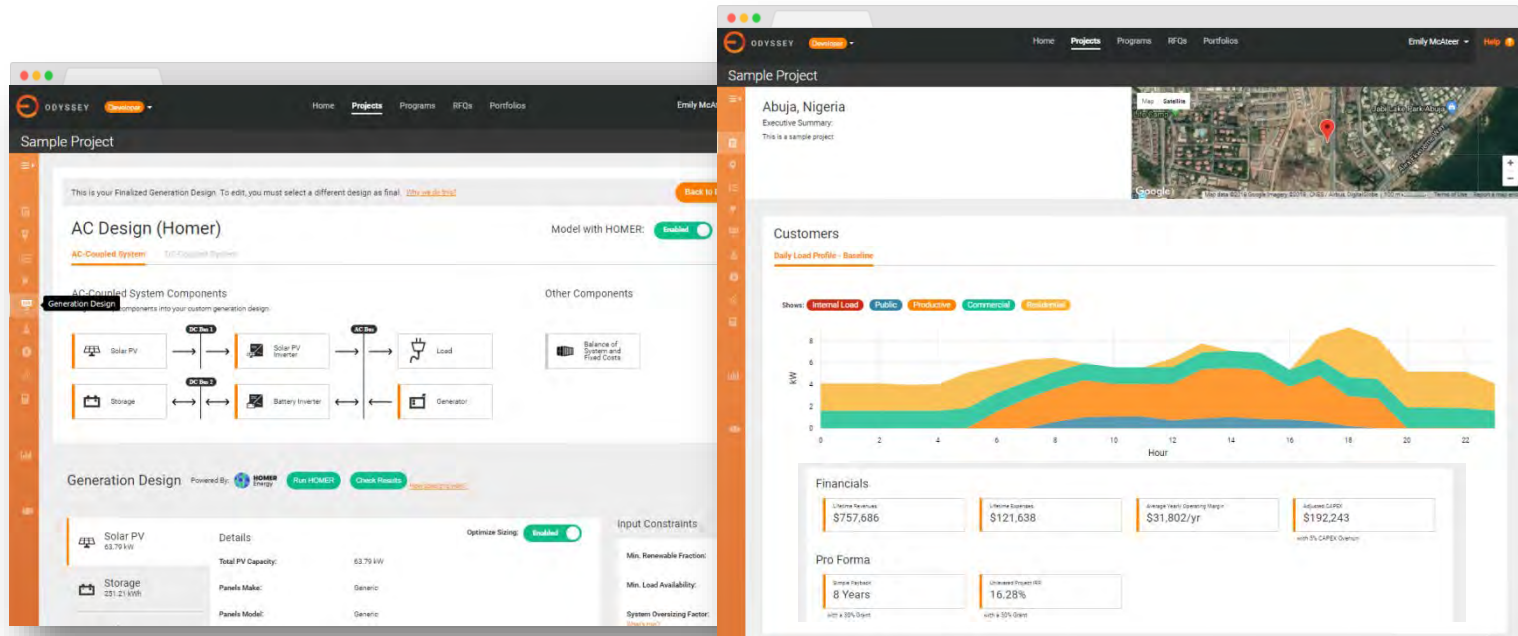 ODYSSEY Developer
Home Projects Programs RFQs Portfolios
Emily McAt
Sample Project
This is your Finalized Generation Design. To edit, you must select a different design as final. Why we do this?
Back to
AC Design (Homer)
Model with HOMER: Enabled
AC-Coupled System DC-Coupled System
AC-Coupled System Components
Other Components
Generation Design
components into your custom generation design
DC Bus 1
AC Bus
Solar PV
Solar PV Inverter
Load
Balance of System and Fixed Costs
DC Bus 2
Storage
Battery Inverter
Generator
Generation Design Powered By: HOMER Energy Run HOMER Check Results
Solar PV
63.79 kW
Storage
251.21 kWh
Details
Optimize Sizing: Enabled
Total PV Capacity: 63.79 kW
Panels Make: Generic
Panels Model: Generic
Input Constraints
Min. Renewable Fraction:
Min. Load Availability:
System Oversizing Factor:
ODYSSEY Developer
Home Projects Programs RFQs Portfolios
Emily McAteer Help
Sample Project
Abuja, Nigeria
Executive Summary:
This is a sample project
Map Satellite
Jabi Lake Park Abuja
Google
Terms of Use
Customers
Daily Load Profile - Baseline
Shows: Internal Load Public Productive Commercial Residential
kW
8
6
4
2
0
0 2 4 6 8 10 12 14 16 18 20 22
Hour
Financials
Lifetime Revenues
$757,686
Lifetime Expenses
$121,638
Average Yearly Operating Margin
$31,802/yr
Adjusted CAPEX
$192,243
with 5% CAPEX Overrun
Pro Forma
Simple Payback
8 Years
with a 30% Grant
Unlevered Project IRR
16.28%
with a 30% Grant